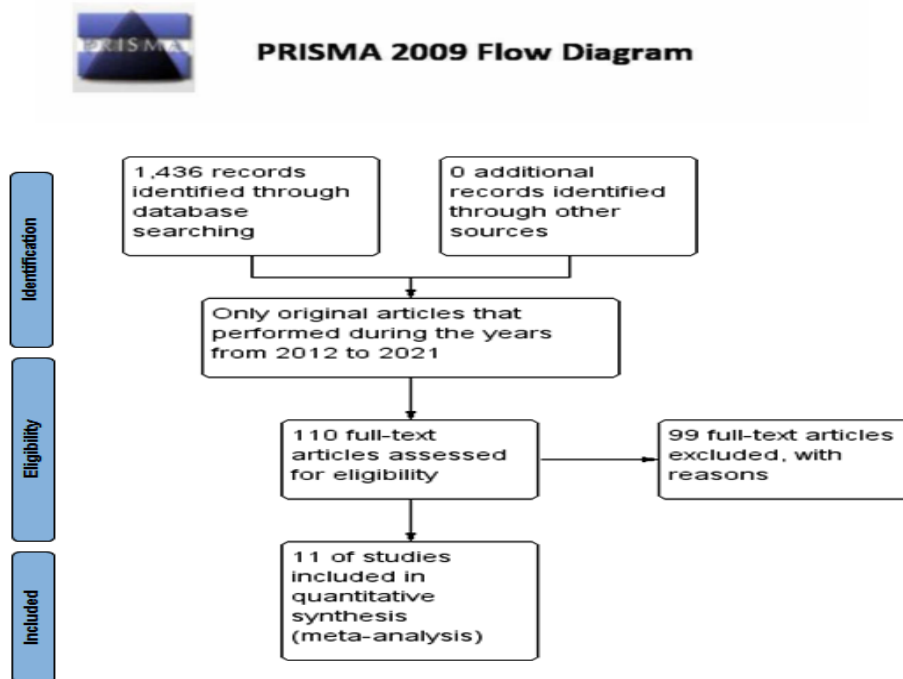 PRISMA
PRISMA 2009 Flow Diagram
Identification
1,436 records
identified through
database
searching
0 additional
records identified
through other
sources
Only original articles that
performed during the years
from 2012 to 2021
Eligibility
110 full-text
articles assessed
for eligibility
99 full-text articles
excluded, with
reasons
Included
11 of studies
included in
quantitative
synthesis
(meta-analysis)